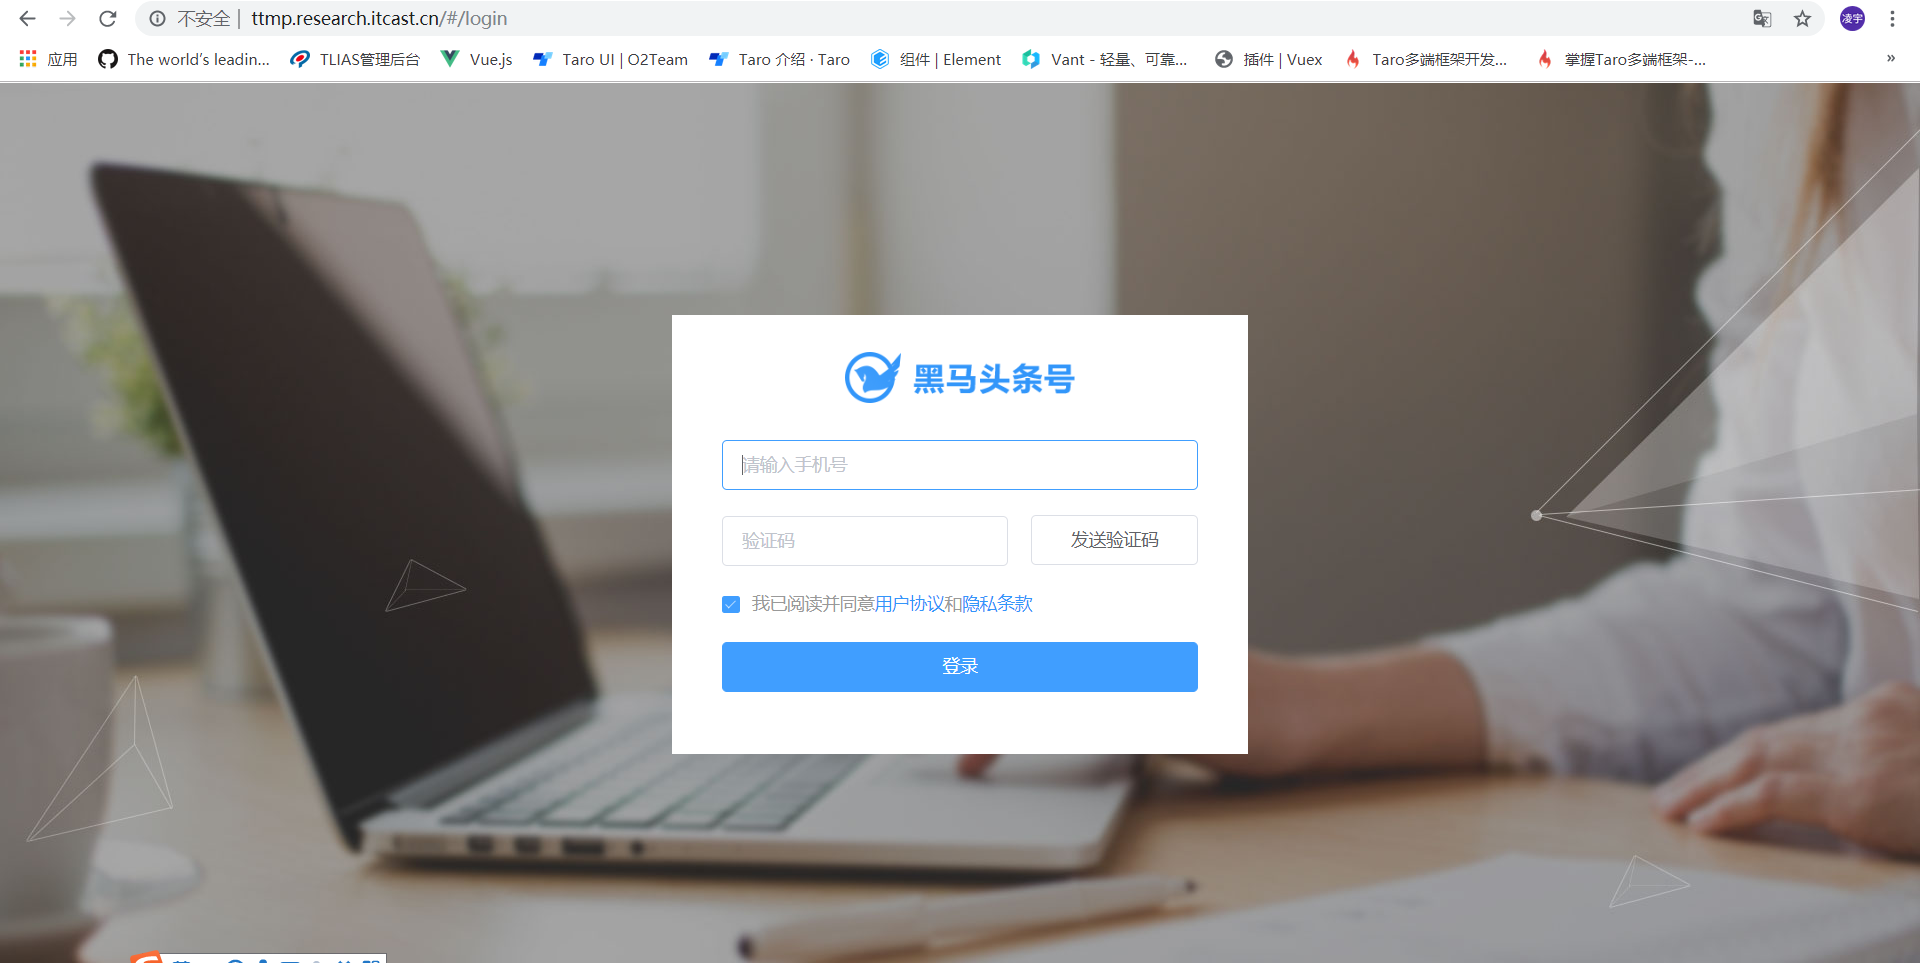 不安全 | ttmp.research.itcast.cn/#/login
凌宇
应用 The world's leadin... TLIAS管理后台 Vue.js Taro UI | O2Team Taro 介绍 · Taro 组件 | Element Vant - 轻量、可靠... 插件 | Vuex Taro多端框架开发... 掌握Taro多端框架-... »
黑马头条号
请输入手机号
验证码 发送验证码
我已阅读并同意用户协议和隐私条款
登录